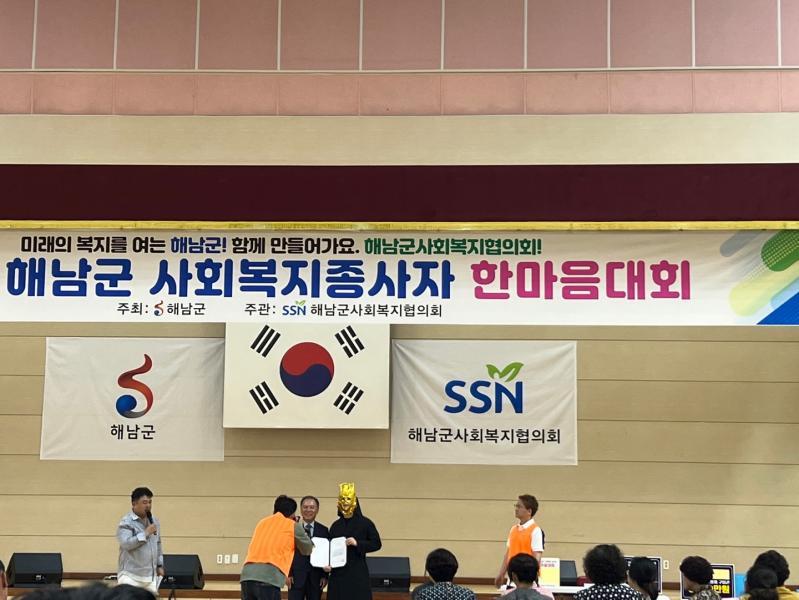 미래의 복지를 여는 해남군! 함께 만들어가요. 해남군사회복지협의회!
해남군 사회복지종사자 한마음대회
주최: 해남군 주관: SSN 해남군사회복지협의회
해남군
SSN
해남군사회복지협의회
만원